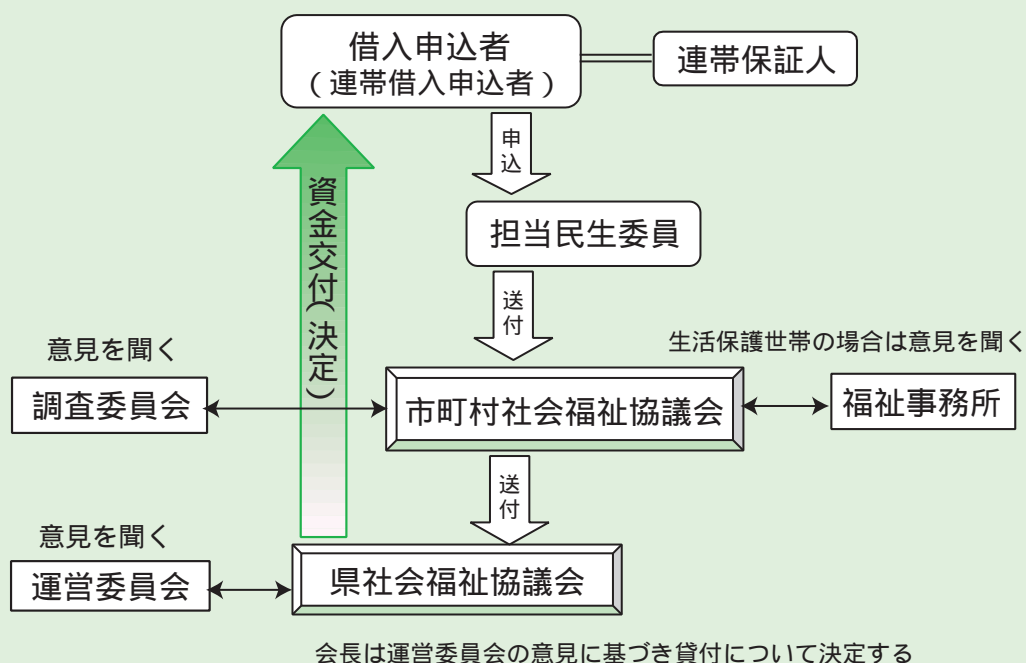 借入申込者
（連帯借入申込者）
連帯保証人
申込
担当民生委員
資金交付（決定）
送付
生活保護世帯の場合は意見を聞く
意見を聞く
調査委員会
市町村社会福祉協議会
福祉事務所
送付
意見を聞く
運営委員会
県社会福祉協議会
会長は運営委員会の意見に基づき貸付について決定する